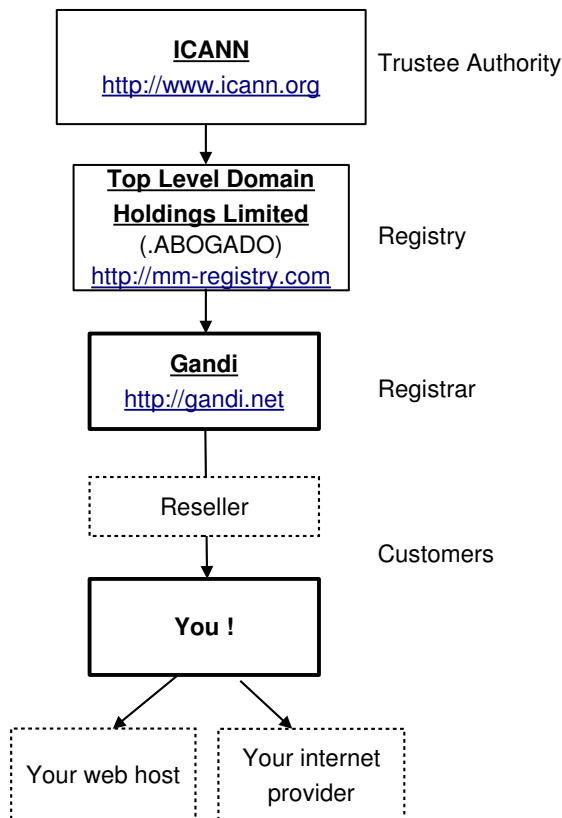 ICANN
http://www.icann.org
Trustee Authority
Top Level Domain
Holdings Limited
(.ABOGADO)
http://mm-registry.com
Registry
Gandi
http://gandi.net
Registrar
Reseller
Customers
You !
Your web host
Your internet
provider